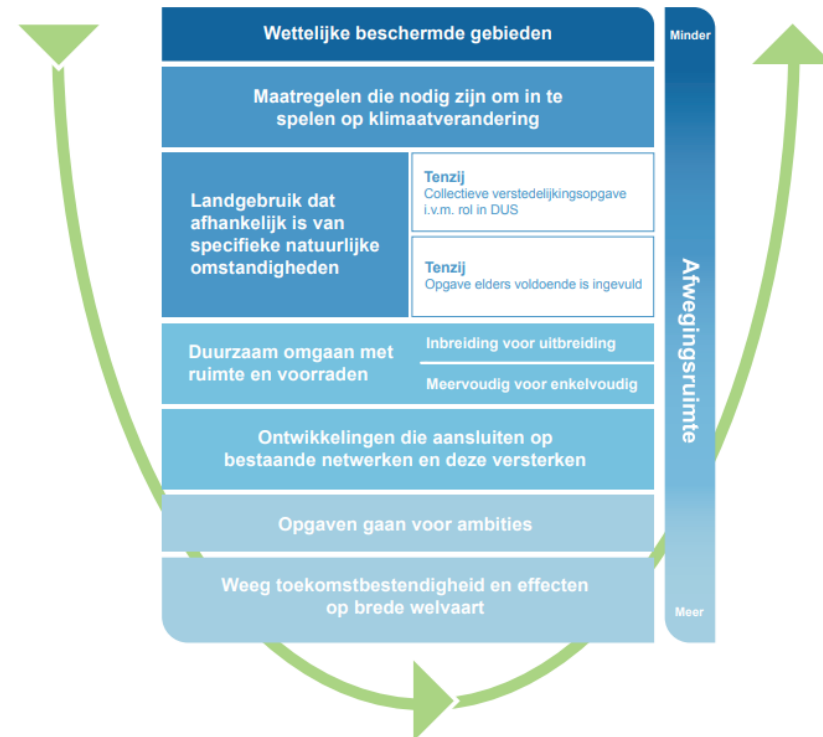 Wettelijke beschermde gebieden
Minder
Maatregelen die nodig zijn om in te
spelen op klimaatverandering
Landgebruik dat
afhankelijk is van
specifieke natuurlijke
omstandigheden
Tenzij
Collectieve verstedelijkingsopgave
i.v.m. rol in DUS
Tenzij
Opgave elders voldoende is ingevuld
Duurzaam omgaan met
ruimte en voorraden
Inbreiding voor uitbreiding
Meervoudig voor enkelvoudig
Ontwikkelingen die aansluiten op
bestaande netwerken en deze versterken
Opgaven gaan voor ambities
Weeg toekomstbestendigheid en effecten
op brede welvaart
Afwegingsruimte
Meer